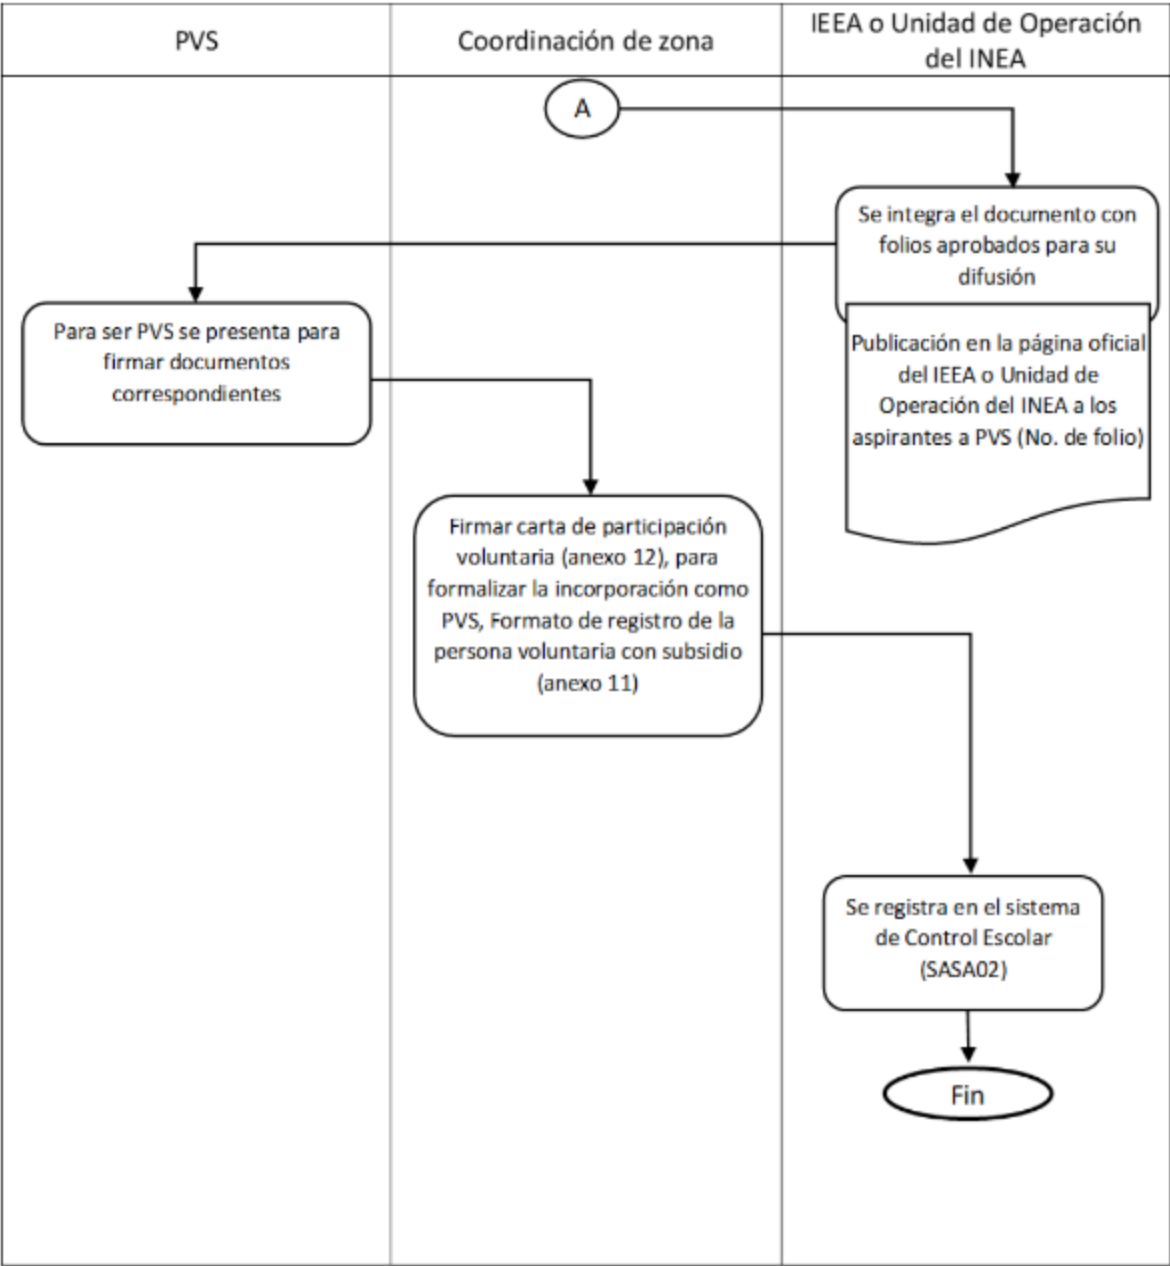 PVS
Coordinación de zona
IEEA o Unidad de Operación
del INEA
A
Se integra el documento con
folios aprobados para su
difusión
Publicación en la página oficial
del IEEA o Unidad de
Operación del INEA a los
aspirantes a PVS (No. de folio)
Para ser PVS se presenta para
firmar documentos
correspondientes
Firmar carta de participación
voluntaria (anexo 12), para
formalizar la incorporación como
PVS, Formato de registro de la
persona voluntaria con subsidio
(anexo 11)
Se registra en el sistema
de Control Escolar
(SASA02)
Fin